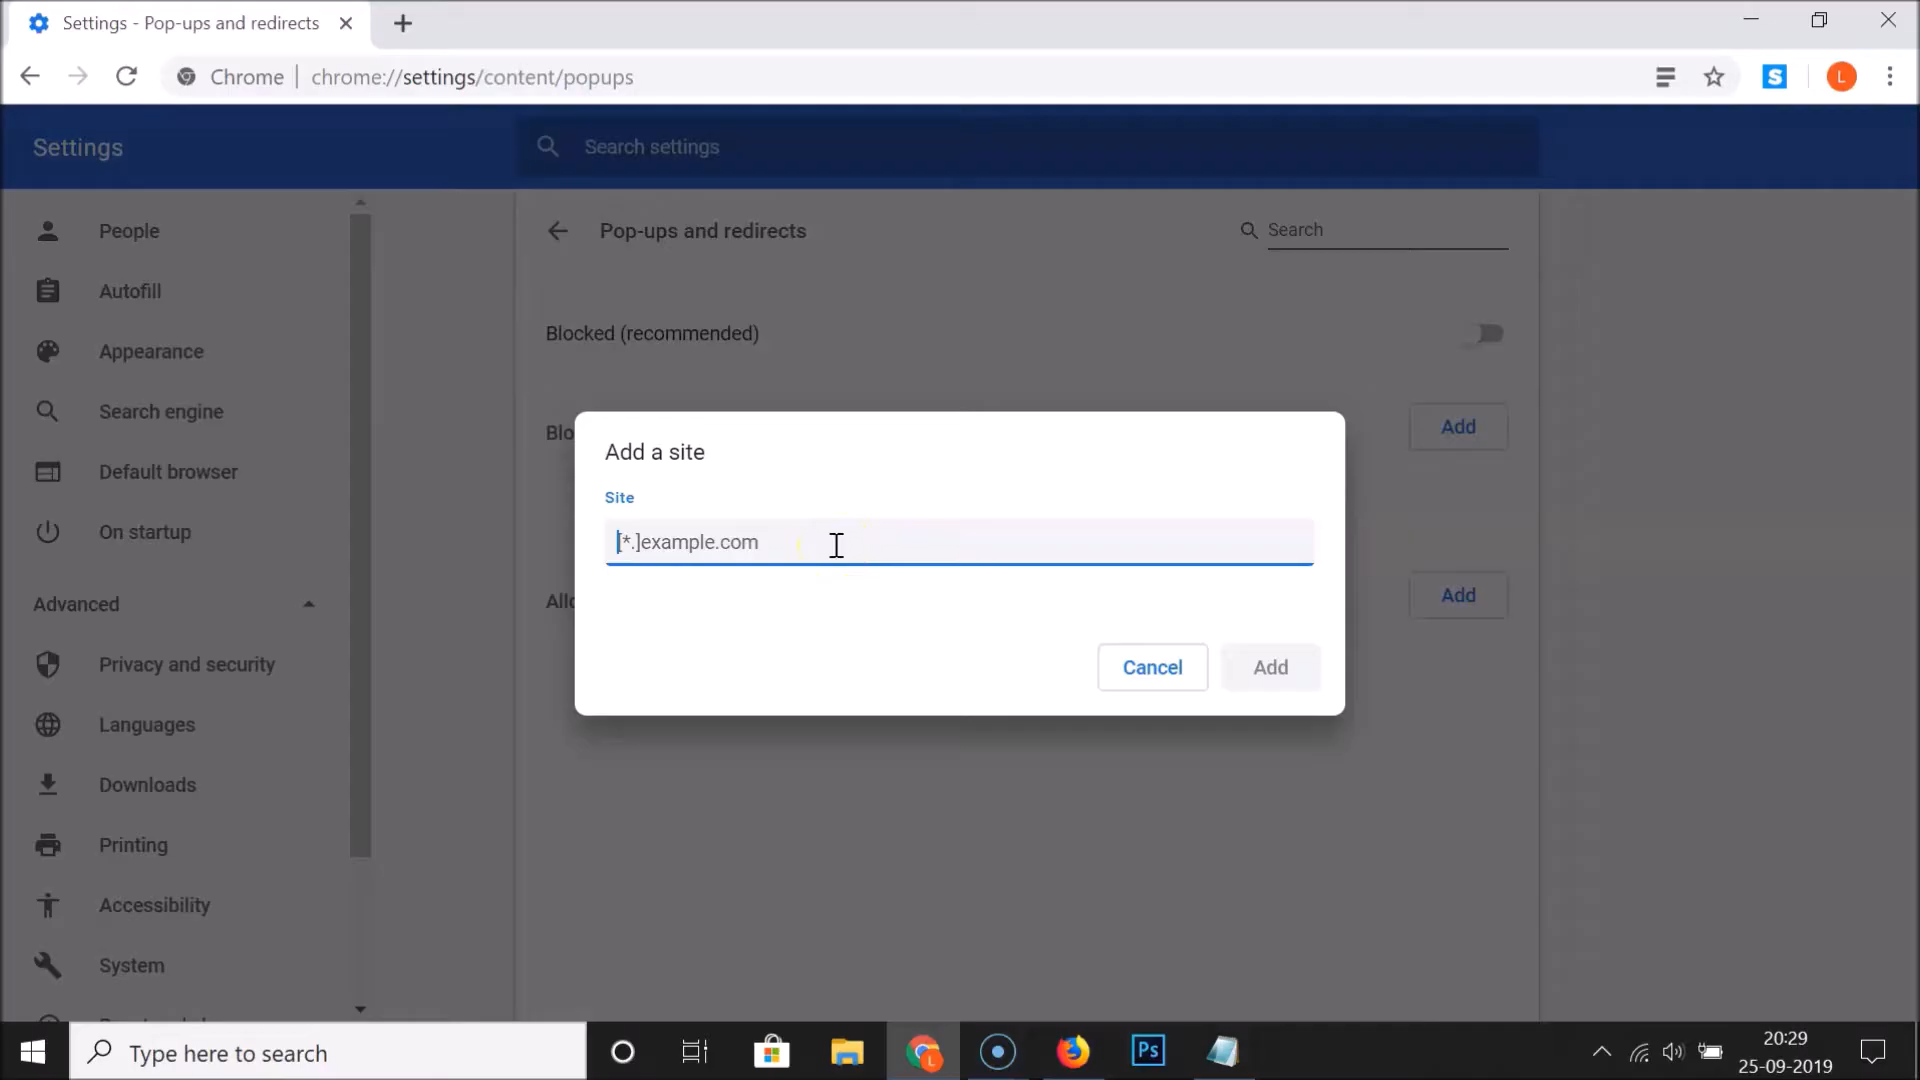 Settings - Pop-ups and redirects
Chrome | chrome://settings/content/popups
S
L
Settings
Search settings
People
Autofill
Appearance
Search engine
Default browser
On startup
Advanced
Privacy and security
Languages
Downloads
Printing
Accessibility
System
Pop-ups and redirects
Search
Blocked (recommended)
Blo
Add
Add a site
Site
[*.]example.com
Allo
Add
Cancel
Add
Type here to search
L
Ps
20:29
25-09-2019